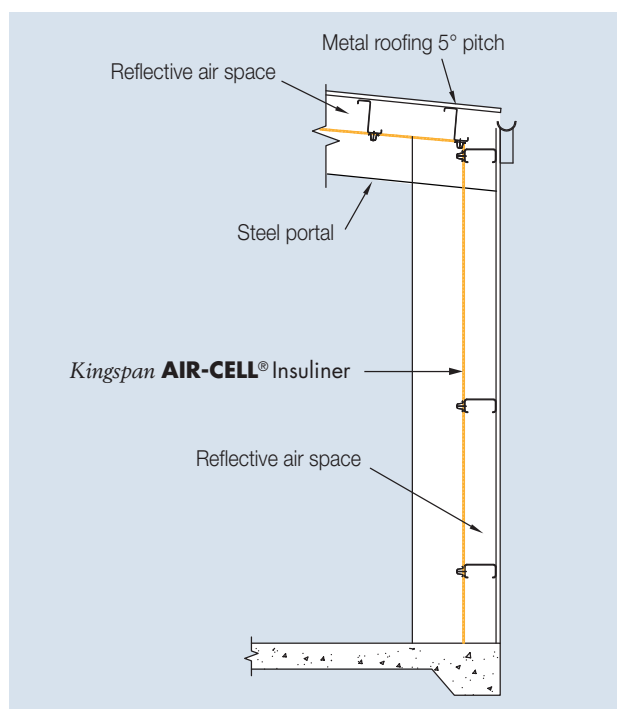 Metal roofing 5° pitch
Reflective air space
Steel portal
Kingspan AIR-CELL® Insuliner
Reflective air space